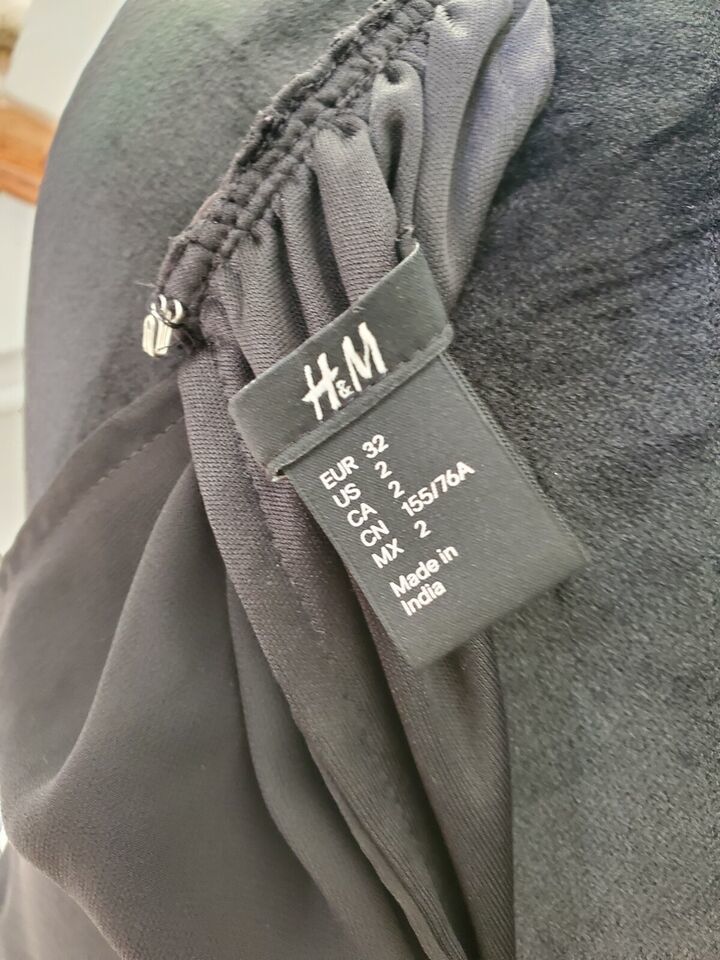 H&M
EUR 32
US 2
CA 2
CN 155/76A
MX 2
Made in
India